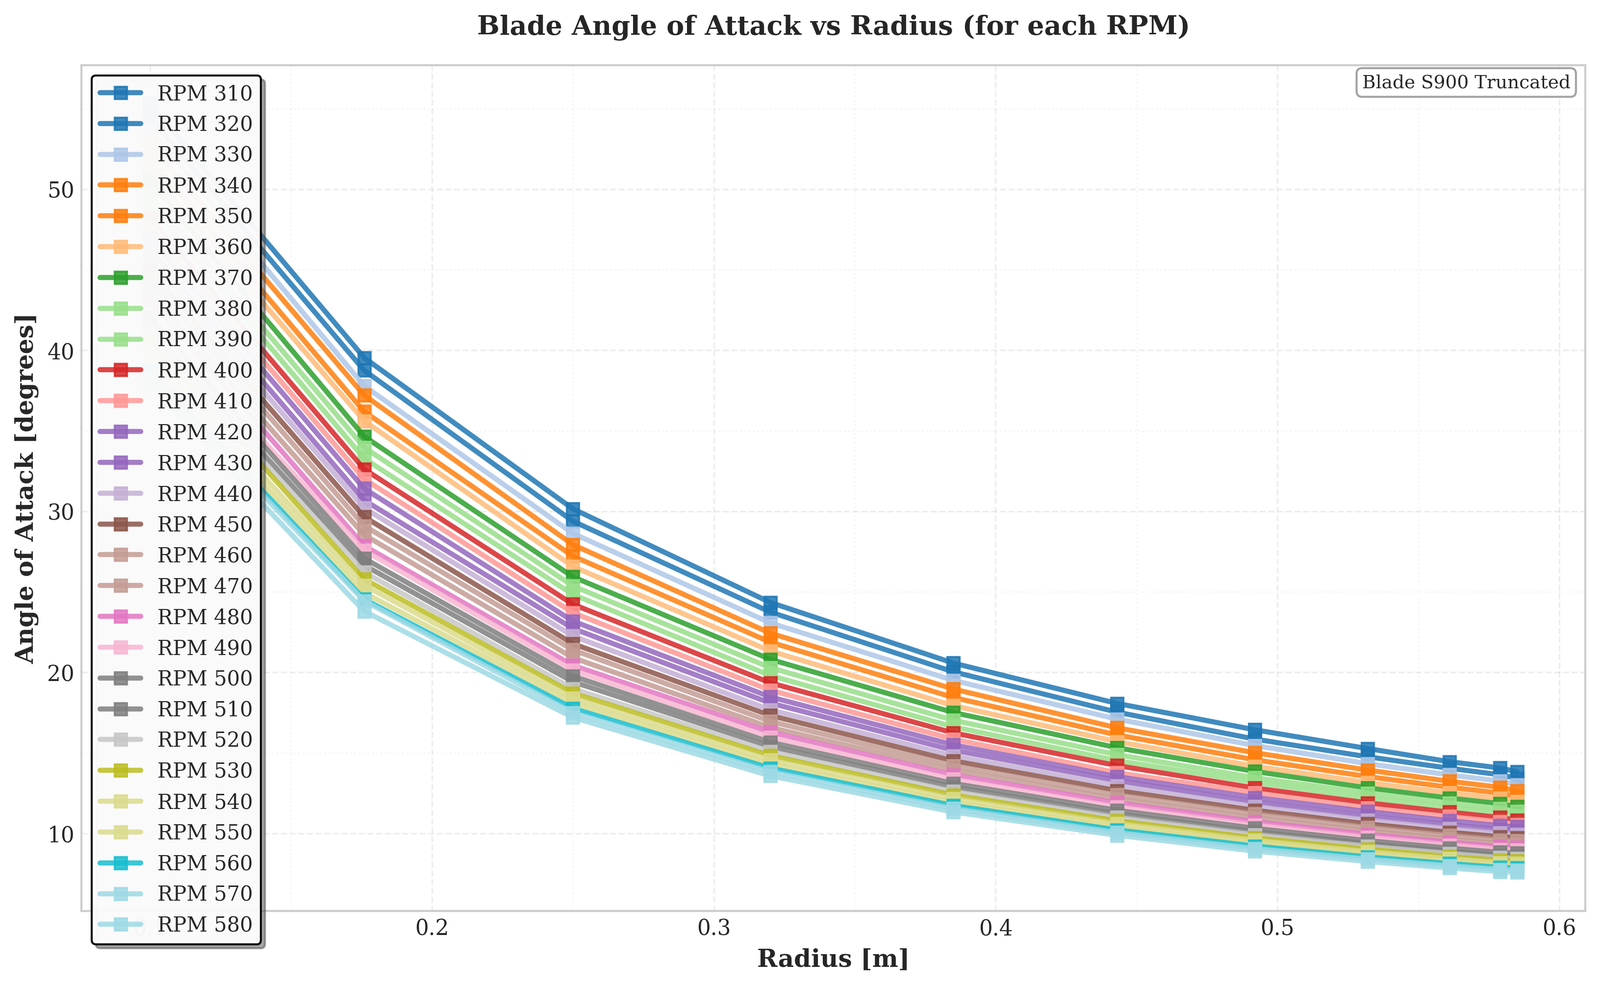 Blade Angle of Attack vs Radius (for each RPM)
Blade S900 Truncated
RPM 310
RPM 320
RPM 330
RPM 340
RPM 350
RPM 360
RPM 370
RPM 380
RPM 390
RPM 400
RPM 410
RPM 420
RPM 430
RPM 440
RPM 450
RPM 460
RPM 470
RPM 480
RPM 490
RPM 500
RPM 510
RPM 520
RPM 530
RPM 540
RPM 550
RPM 560
RPM 570
RPM 580
Angle of Attack [degrees]
50
40
30
20
10
0.2 0.3 0.4 0.5 0.6
Radius [m]